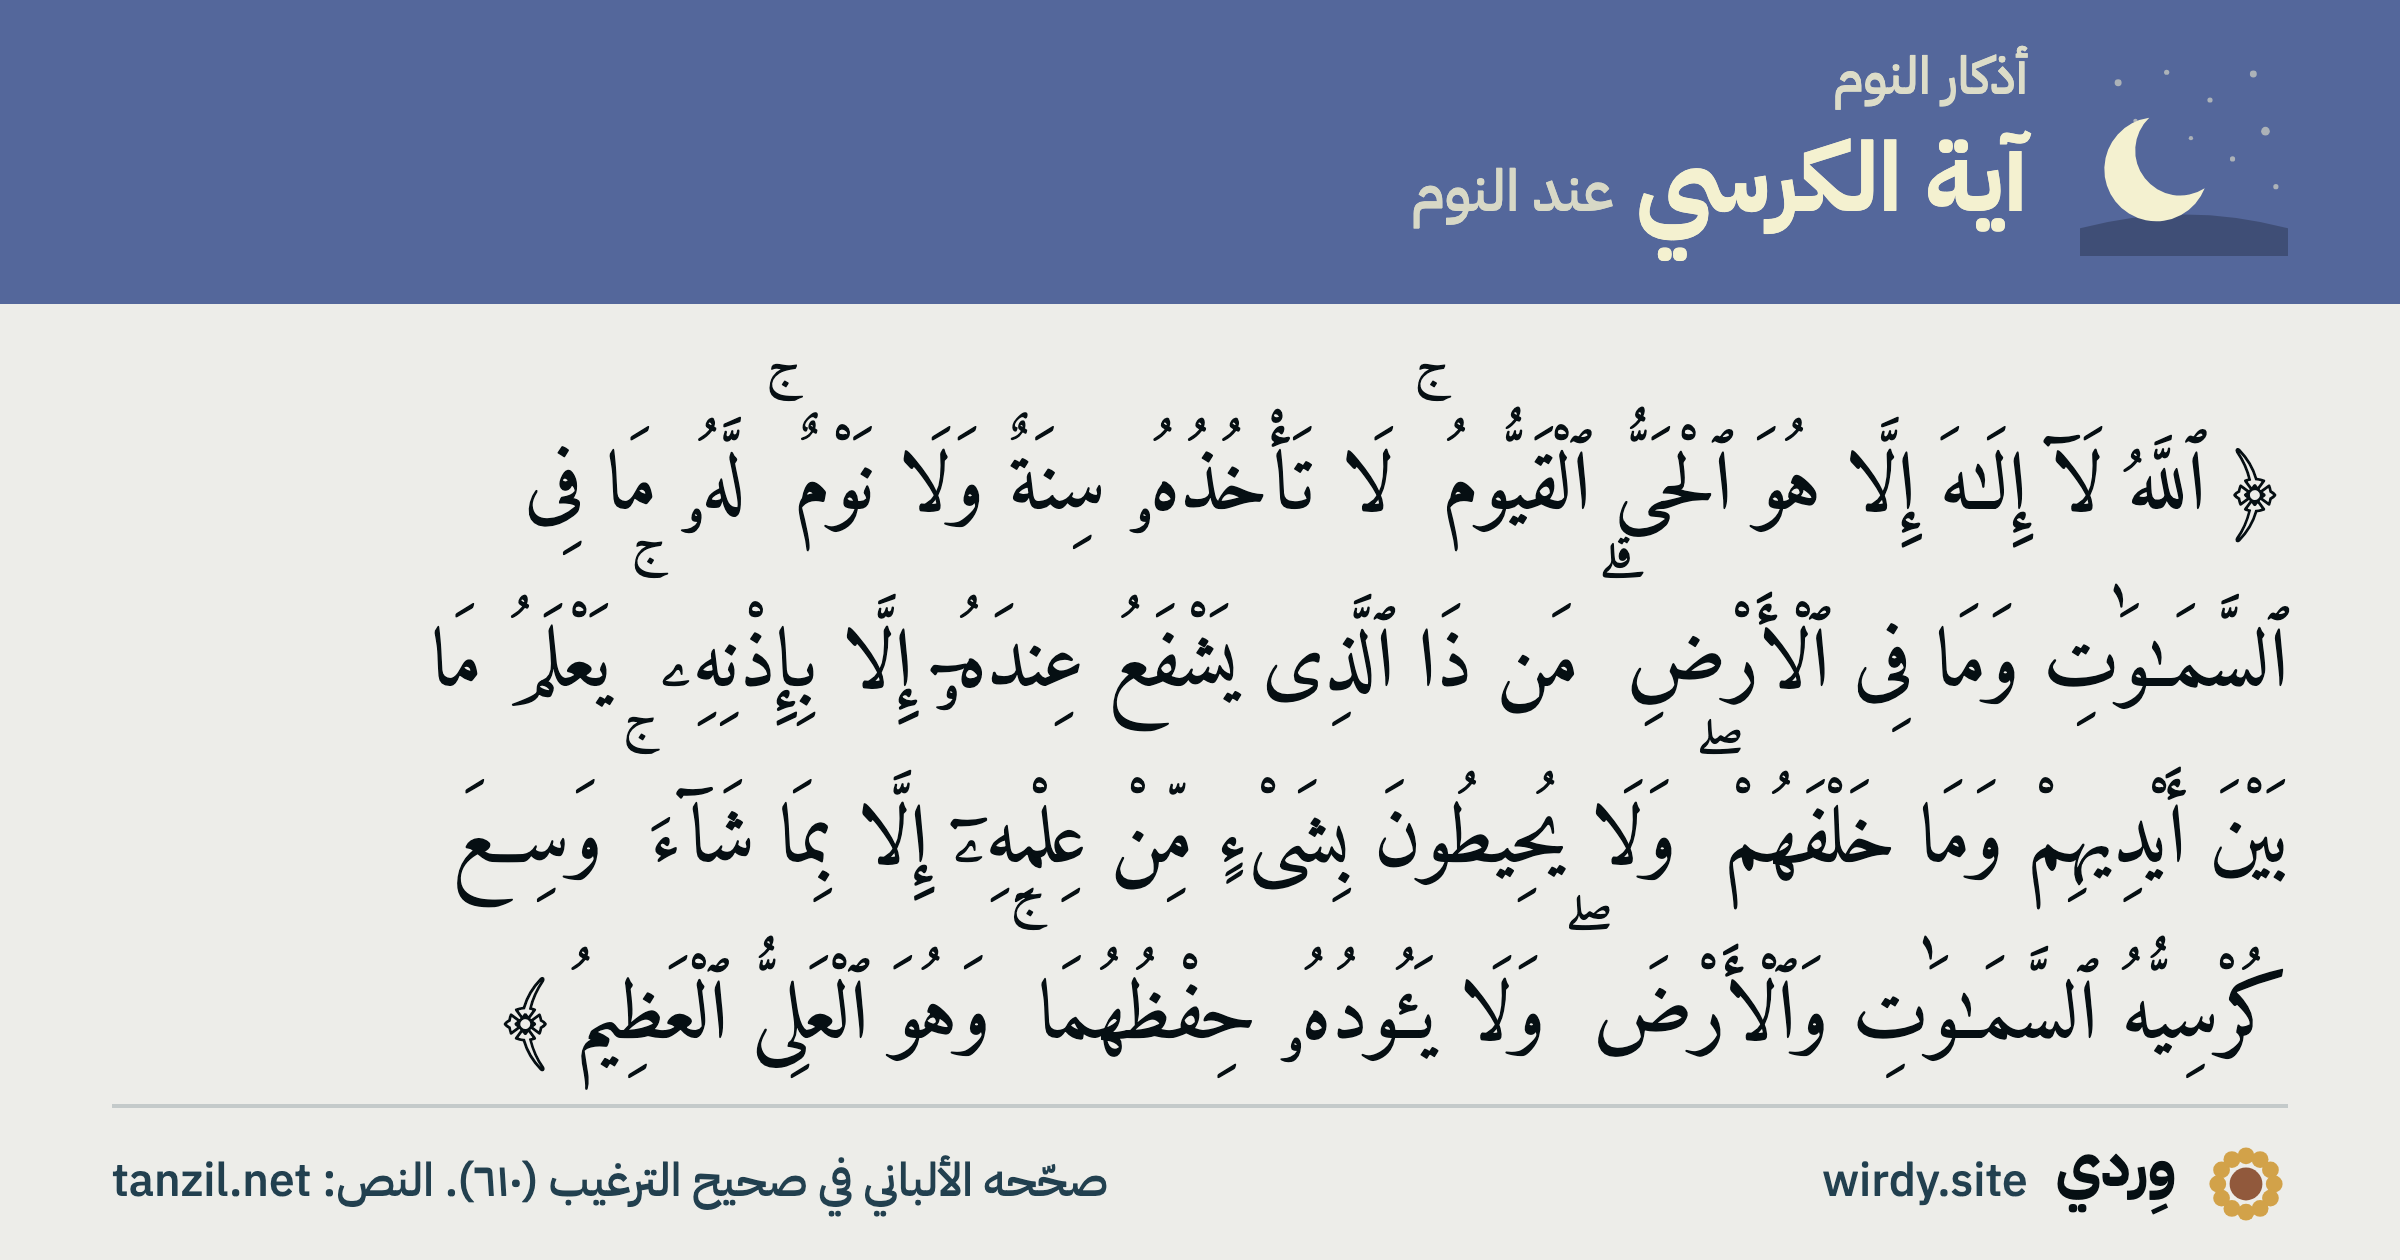 أذكار النوم
آية الكرسي عند النوم
﴿ ٱللَّهُ لَآ إِلَـٰهَ إِلَّا هُوَ ٱلْحَىُّ ٱلْقَيُّومُ ۚ لَا تَأْخُذُهُۥ سِنَةٌ وَلَا نَوْمٌ ۚ لَّهُۥ مَا فِى
ٱلسَّمَـٰوَٰتِ وَمَا فِى ٱلْأَرْضِ ۗ مَن ذَا ٱلَّذِى يَشْفَعُ عِندَهُۥٓ إِلَّا بِإِذْنِهِۦ ۚ يَعْلَمُ مَا
بَيْنَ أَيْدِيهِمْ وَمَا خَلْفَهُمْ ۖ وَلَا يُحِيطُونَ بِشَىْءٍ مِّنْ عِلْمِهِۦٓ إِلَّا بِمَا شَآءَ ۚ وَسِعَ
كُرْسِيُّهُ ٱلسَّمَـٰوَٰتِ وَٱلْأَرْضَ ۖ وَلَا يَـُٔودُهُۥ حِفْظُهُمَا ۚ وَهُوَ ٱلْعَلِىُّ ٱلْعَظِيمُ ﴾
وِردي wirdy.site
صحّحه الألباني في صحيح الترغيب (٦١٠). النص: tanzil.net